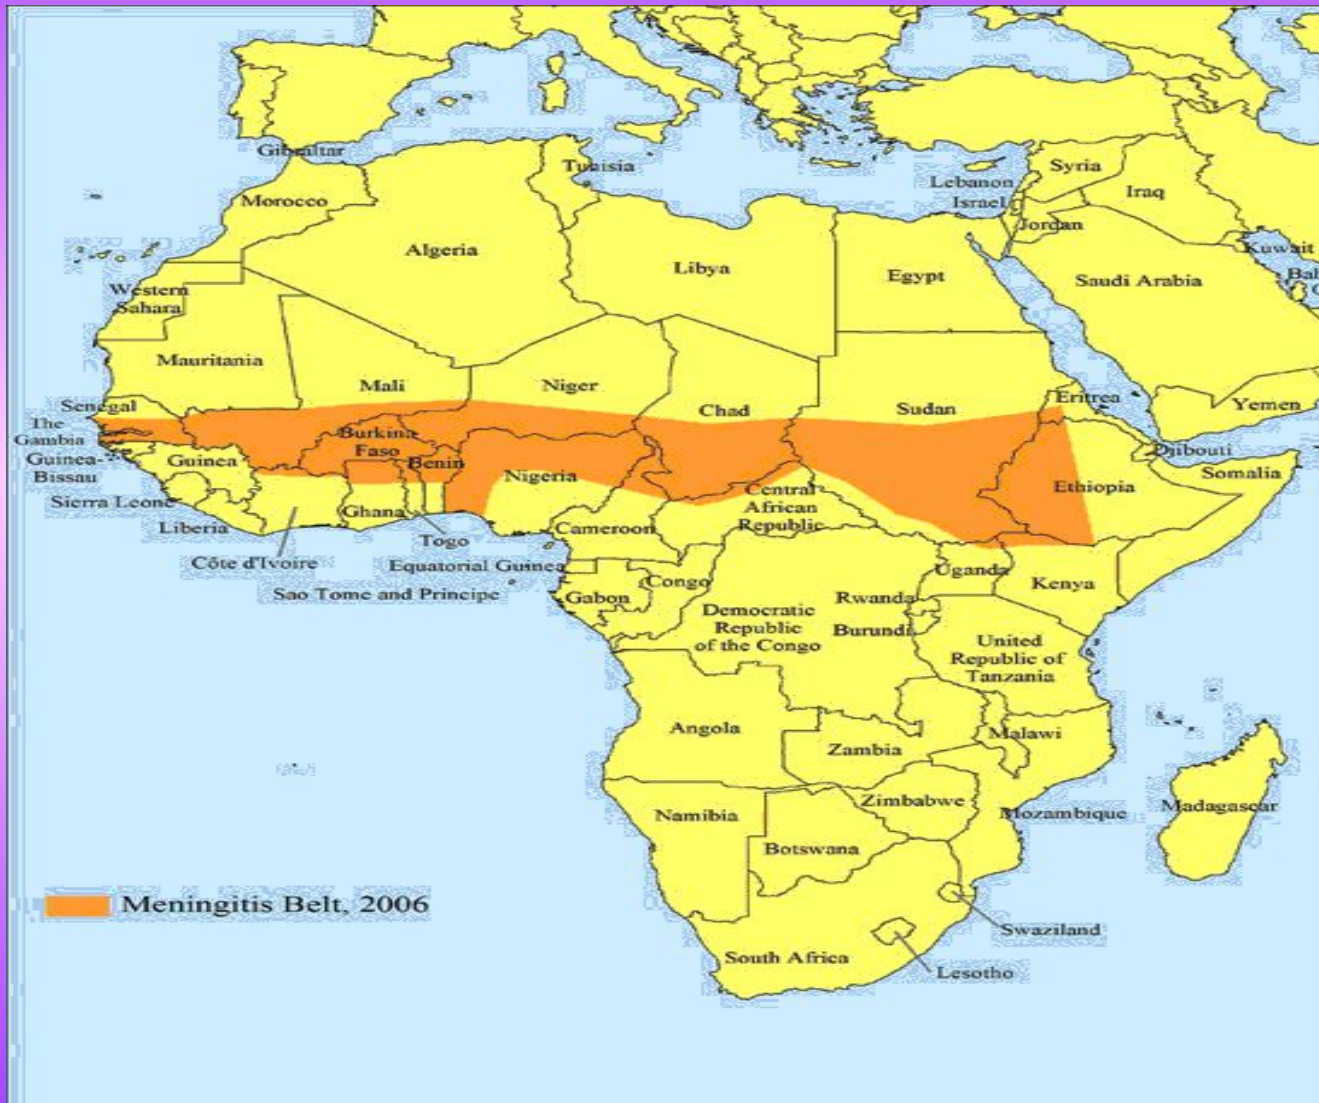 Gibraltar
Tunisia
Syria
Lebanon
Israel
Iraq
Morocco
Jordan
Kuwait
Algeria
Libya
Egypt
Saudi Arabia
Western
Sahara
Mauritania
Mali
Niger
Chad
Sudan
Eritrea
Yemen
Senegal
The
Gambia
Guinea-
Bissau
Guinea
Burkina
Faso
Benin
Nigeria
Djibouti
Somalia
Ethiopia
Sierra Leone
Liberia
Ghana
Central
African
Republic
Cameroon
Togo
Côte d'Ivoire
Equatorial Guinea
Sao Tome and Principe
Congo
Gabon
Uganda
Kenya
Democratic
Republic
of the Congo
Rwanda
Burundi
United
Republic of
Tanzania
Angola
Zambia
Malawi
Namibia
Zimbabwe
Mozambique
Madagascar
Botswana
Meningitis Belt, 2006
Swaziland
South Africa
Lesotho